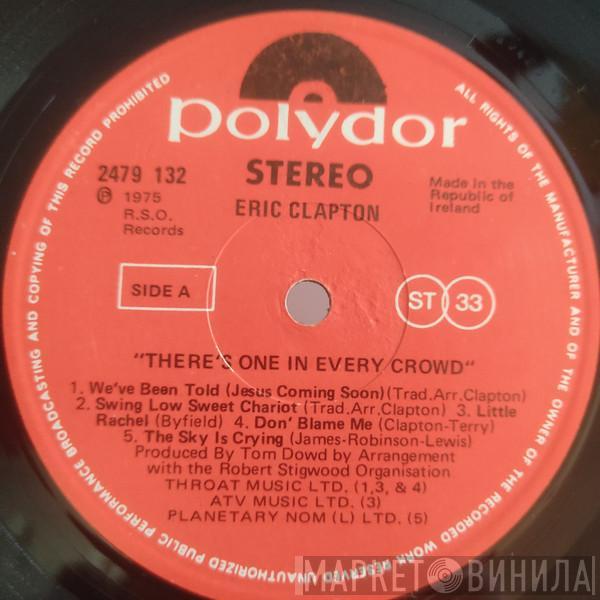 polydor
2479 132
STEREO
Made in the
Republic of
Ireland
℗ 1975
R.S.O.
Records
ERIC CLAPTON
SIDE A
ST 33
"THERE'S ONE IN EVERY CROWD"
1. We've Been Told (Jesus Coming Soon)(Trad.Arr.Clapton)
2. Swing Low Sweet Chariot (Trad.Arr.Clapton) 3. Little
Rachel (Byfield) 4. Don' Blame Me (Clapton-Terry)
5. The Sky Is Crying (James-Robinson-Lewis)
Produced By Tom Dowd by Arrangement
with the Robert Stigwood Organisation
THROAT MUSIC LTD. (1,3, & 4)
ATV MUSIC LTD. (3)
PLANETARY NOM (L) LTD. (5)
ALL RIGHTS OF THE MANUFACTURER AND OF THE OWNER OF THE RECORDED WORK RESERVED UNAUTHORIZED PUBLIC PERFORMANCE BROADCASTING AND COPYING OF THIS RECORD PROHIBITED
МАРКЕТ ВИНИЛА